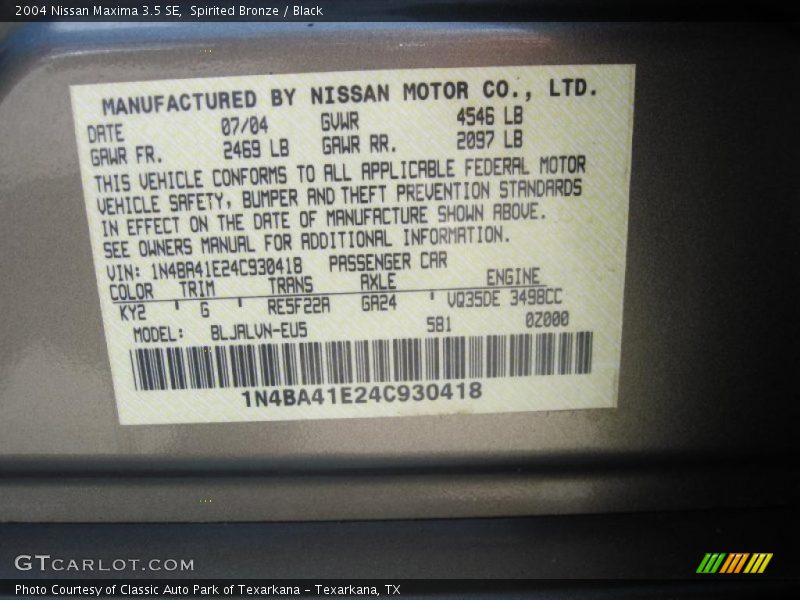 2004 Nissan Maxima 3.5 SE, Spirited Bronze / Black
MANUFACTURED BY NISSAN MOTOR CO., LTD.
DATE 07/04 GVWR 4546 LB
GAWR FR. 2469 LB GAWR RR. 2097 LB
THIS VEHICLE CONFORMS TO ALL APPLICABLE FEDERAL MOTOR
VEHICLE SAFETY, BUMPER AND THEFT PREVENTION STANDARDS
IN EFFECT ON THE DATE OF MANUFACTURE SHOWN ABOVE.
SEE OWNERS MANUAL FOR ADDITIONAL INFORMATION.
VIN: 1N4BA41E24C930418 PASSENGER CAR
COLOR TRIM TRANS AXLE ENGINE
KY2 ' G ' RE5F22A GA24 ' VQ35DE 3498CC
MODEL: BLJALVN-EU5 5B1 0Z000
1N4BA41E24C930418
GTCARLOT.COM
Photo Courtesy of Classic Auto Park of Texarkana – Texarkana, TX